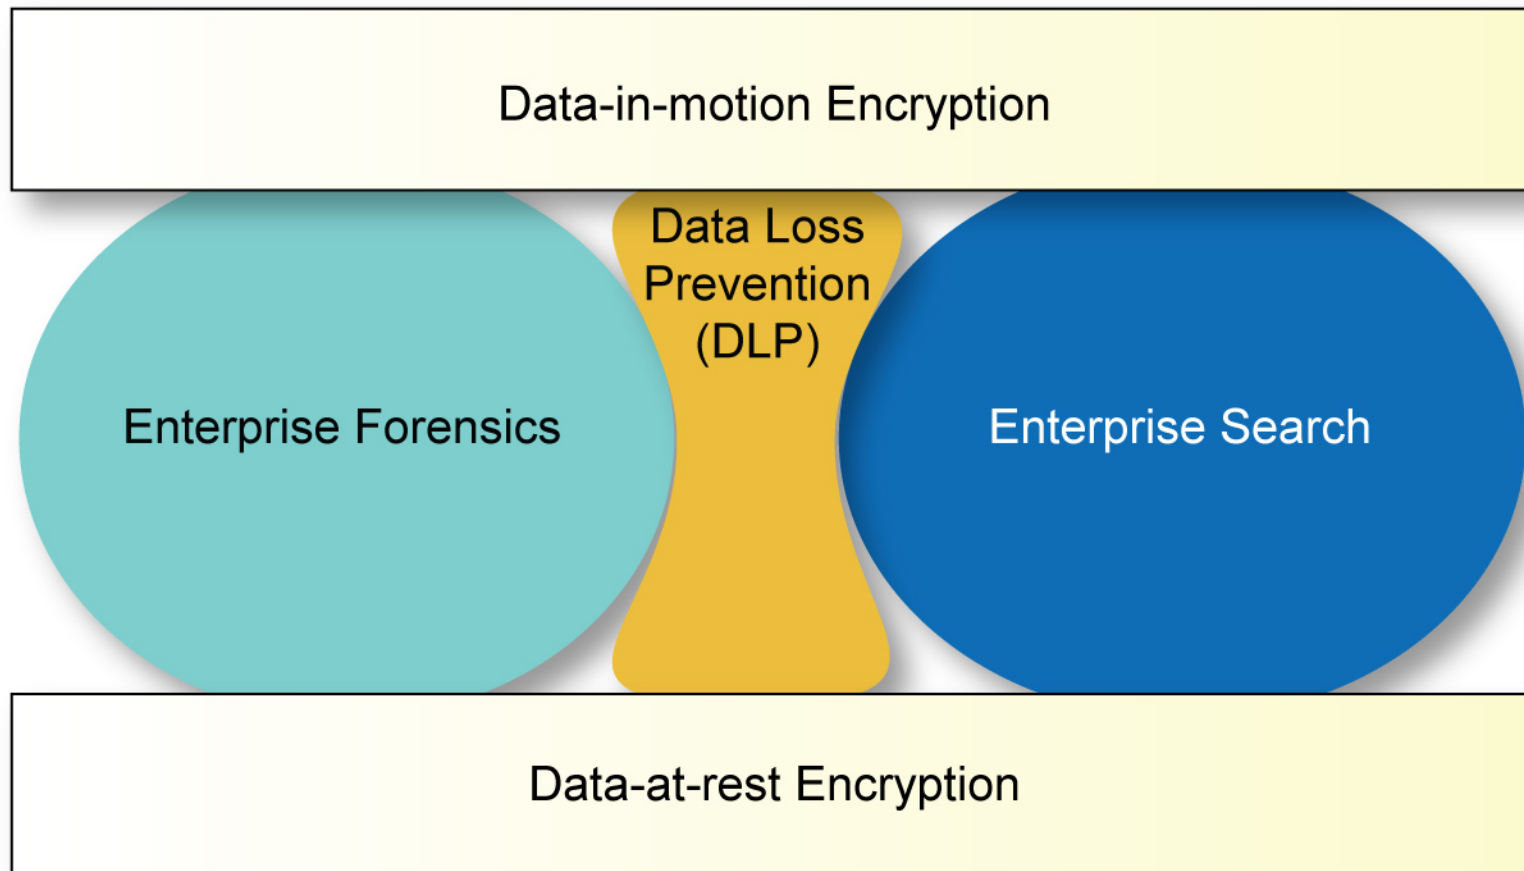 Data-in-motion Encryption
Data Loss
Prevention
(DLP)
Enterprise Forensics
Enterprise Search
Data-at-rest Encryption